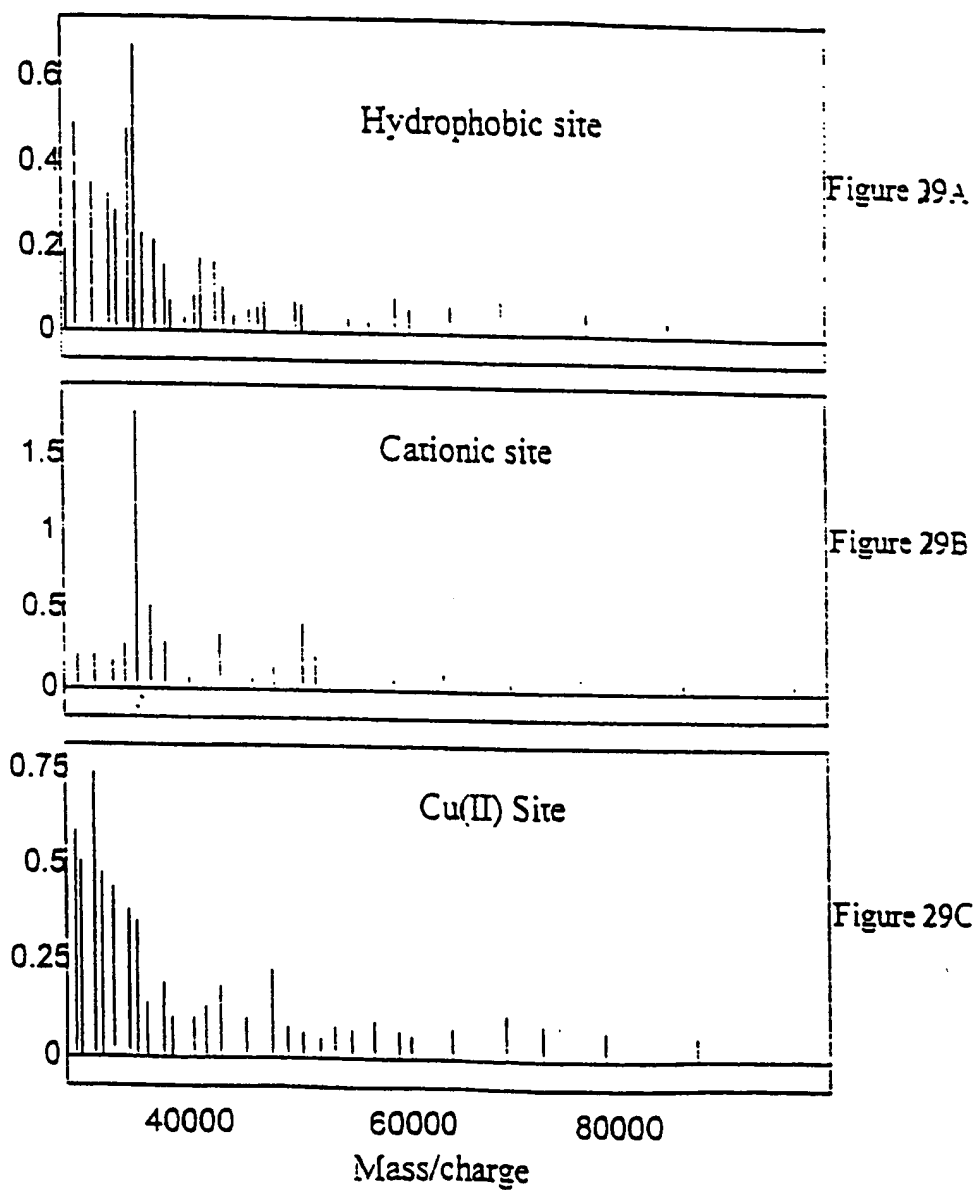 0.6
0.4
0.2
0
Hydrophobic site
Figure 29A
1.5
1
0.5
0
Cationic site
Figure 29B
0.75
0.5
0.25
0
Cu(II) Site
Figure 29C
40000 60000 80000
Mass/charge